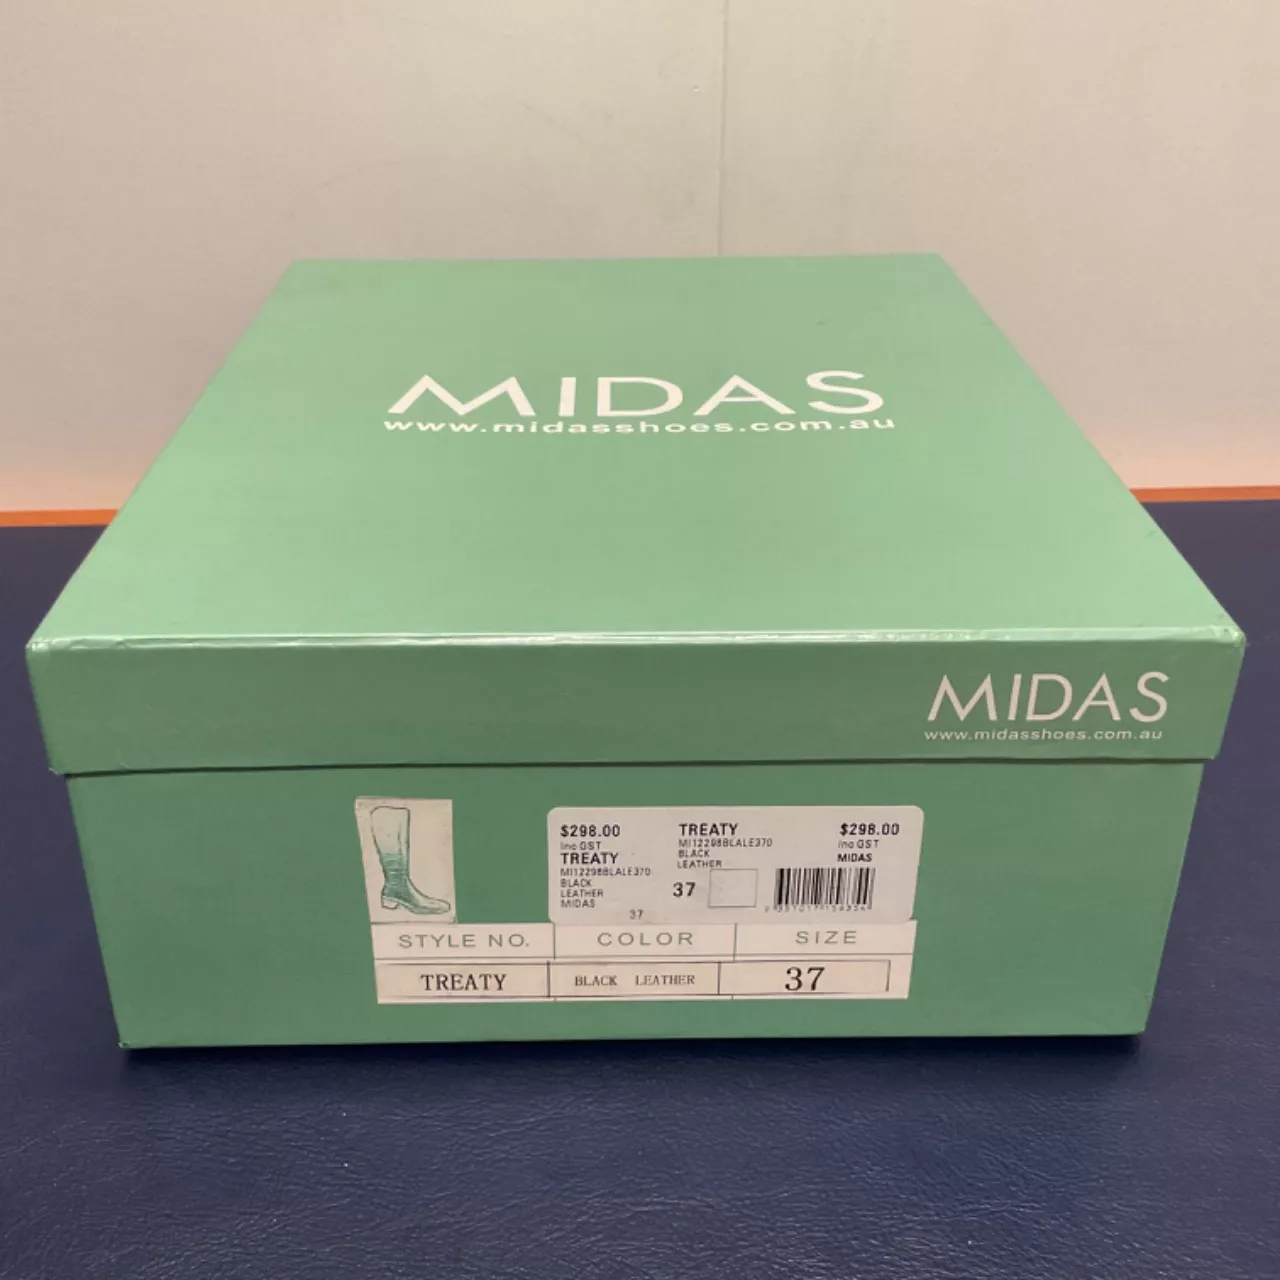 MIDAS
www.midasshoes.com.au
MIDAS
www.midasshoes.com.au
$298.00
Inc GST
TREATY
MI12298BLALE370
BLACK
LEATHER
MIDAS
37
TREATY
MI12298BLALE370
BLACK
LEATHER
37
$298.00
Inc GST
MIDAS
STYLE NO. COLOR SIZE
TREATY BLACK LEATHER 37